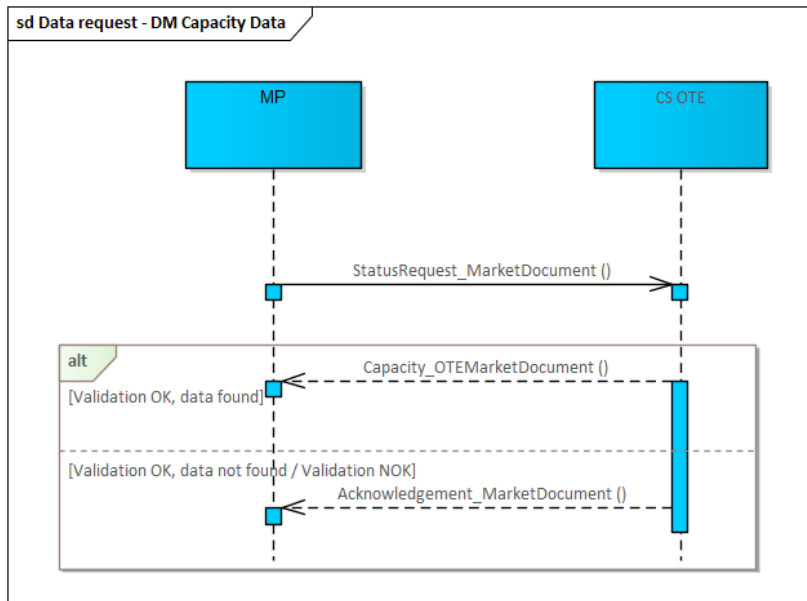 sd Data request - DM Capacity Data
MP
CS OTE
StatusRequest_MarketDocument ()
alt
Capacity_OTEMarketDocument ()
[Validation OK, data found]
[Validation OK, data not found / Validation NOK]
Acknowledgement_MarketDocument ()